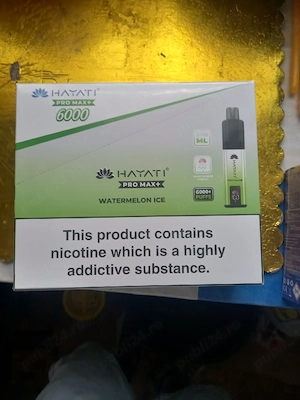 HAYATI®
PRO MAX+
6000
ML
HAYATI®
PRO MAX+
WATERMELON ICE
6000+
PUFFS
This product contains
nicotine which is a highly
addictive substance.